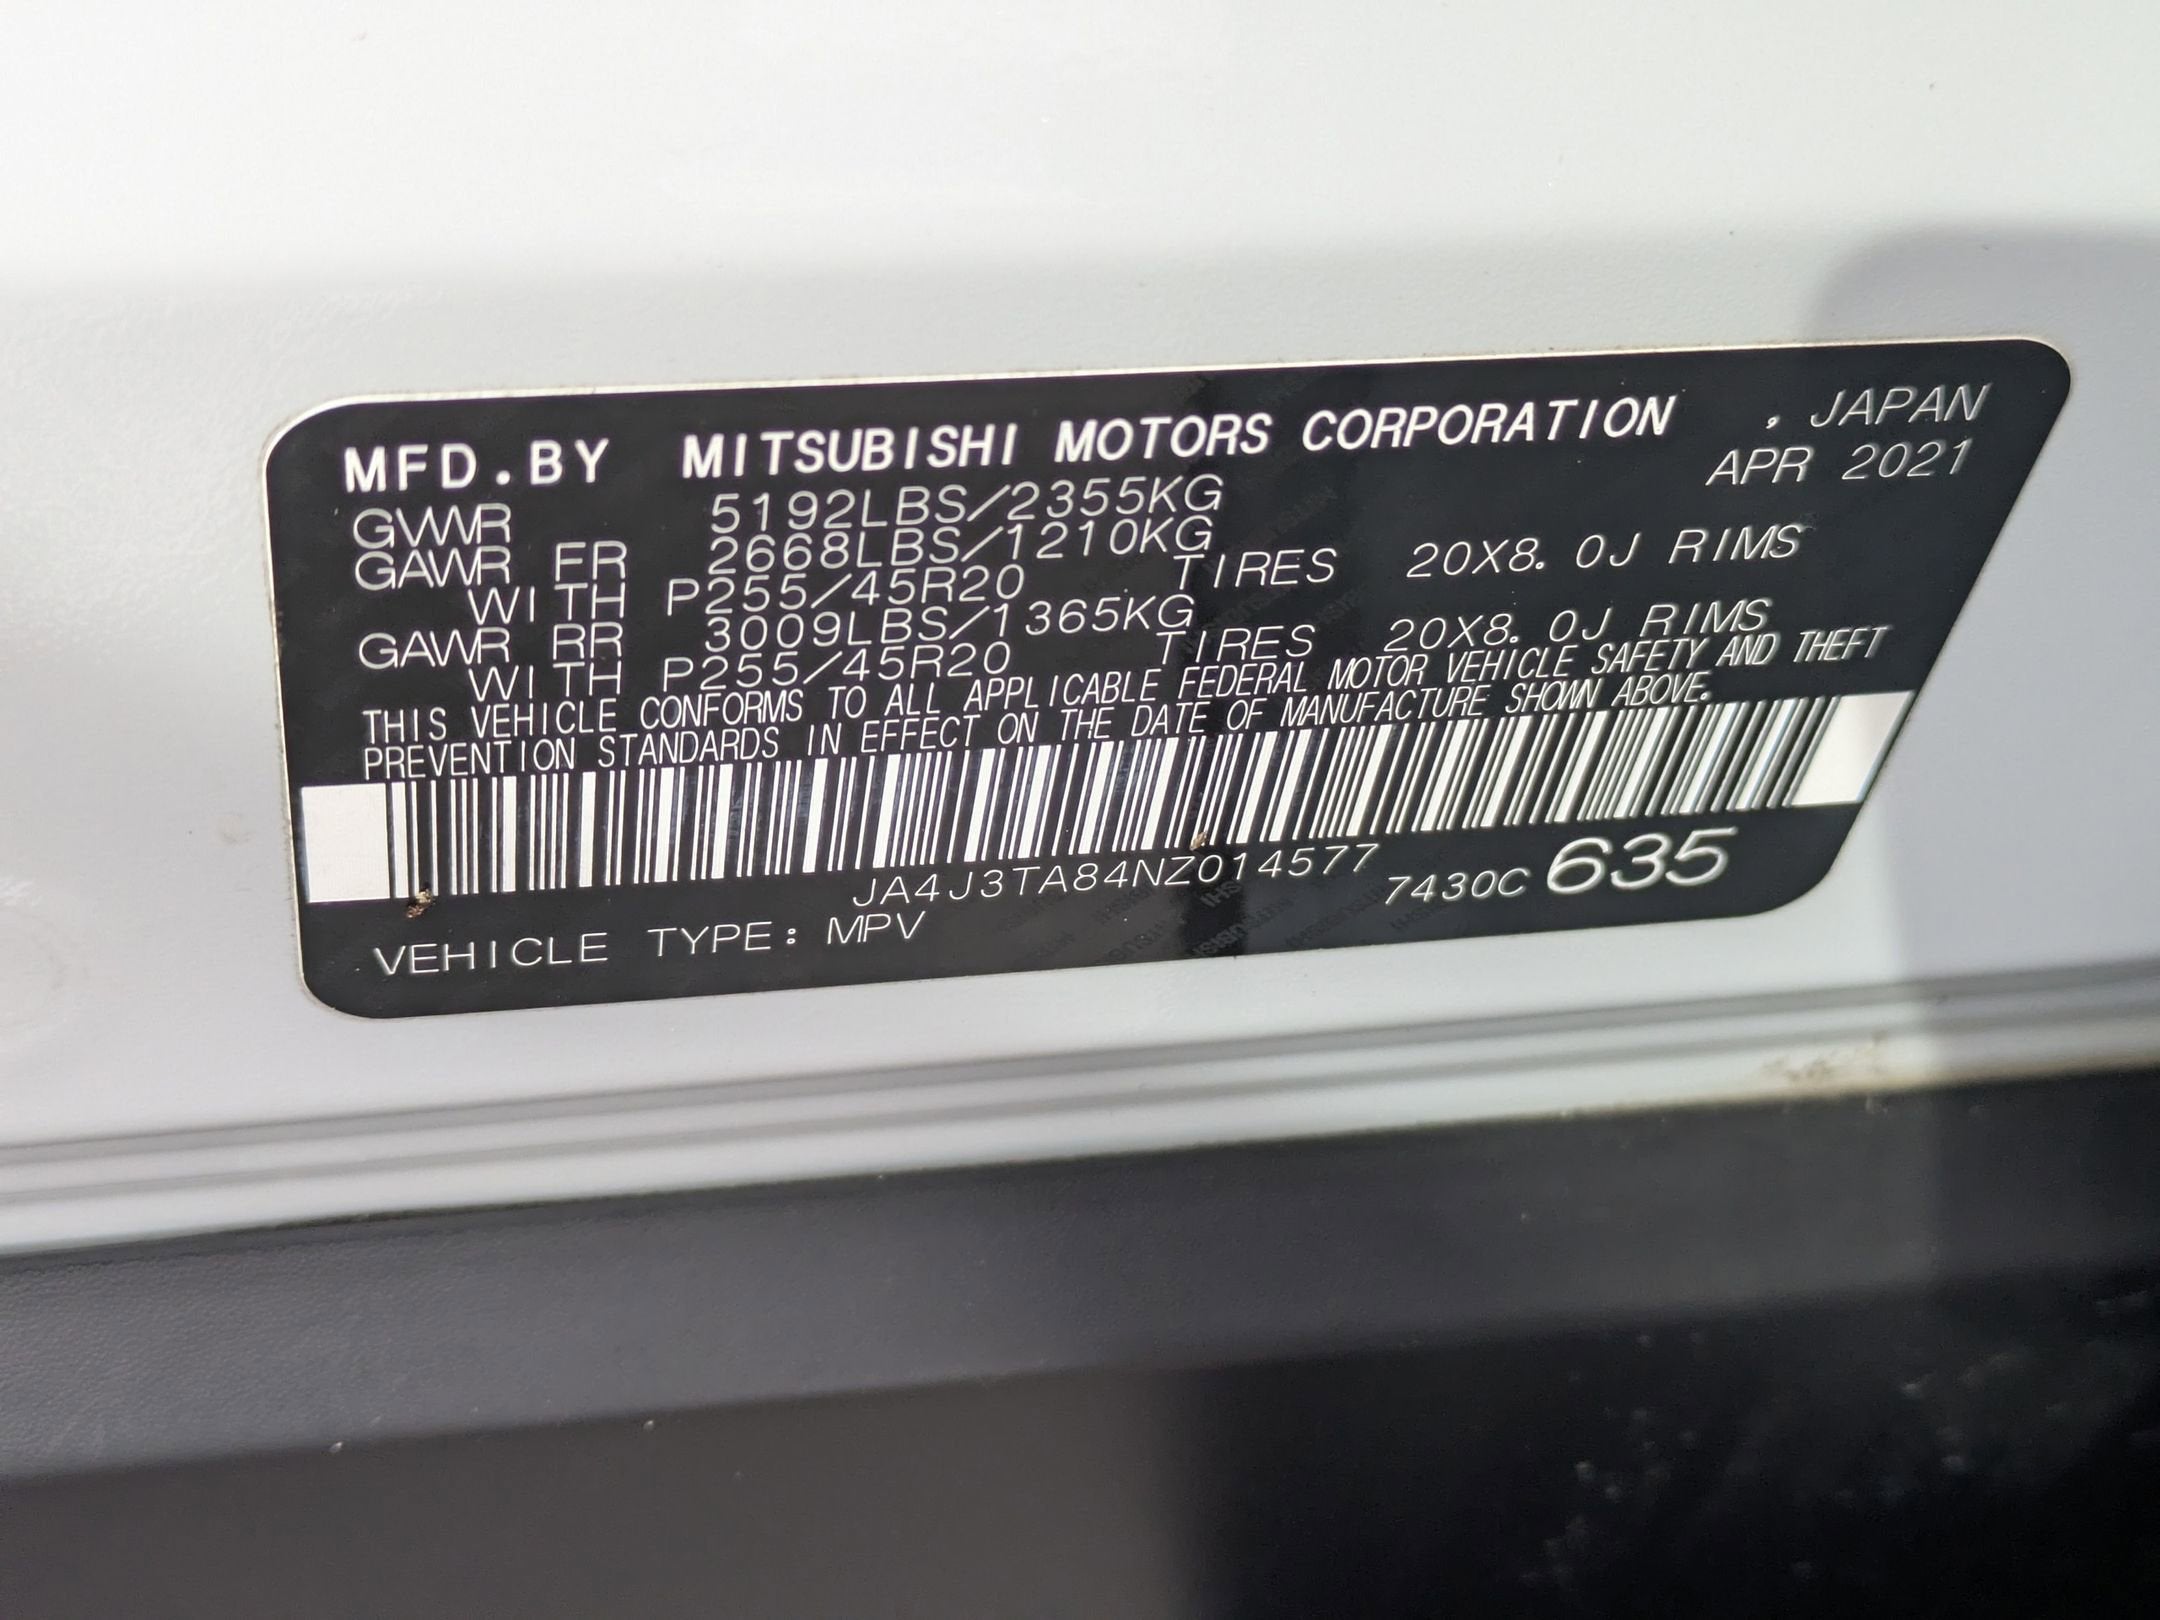 MFD.BY MITSUBISHI MOTORS CORPORATION , JAPAN
APR 2021
GVWR 5192LBS/2355KG
GAWR FR 2668LBS/1210KG
WITH P255/45R20 TIRES 20X8.0J RIMS
GAWR RR 3009LBS/1365KG
WITH P255/45R20 TIRES 20X8.0J RIMS
THIS VEHICLE CONFORMS TO ALL APPLICABLE FEDERAL MOTOR VEHICLE SAFETY AND THEFT
PREVENTION STANDARDS IN EFFECT ON THE DATE OF MANUFACTURE SHOWN ABOVE.
JA4J3TA84NZ014577 7430C 635
VEHICLE TYPE: MPV